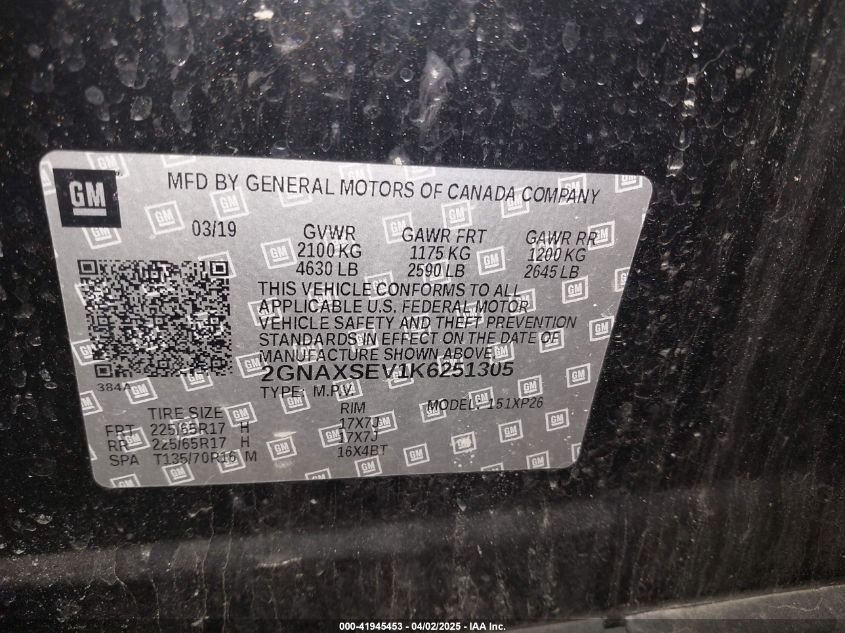 GM
MFD BY GENERAL MOTORS OF CANADA COMPANY
03/19 GVWR GAWR FRT GAWR RR
2100 KG 1175 KG 1200 KG
4630 LB 2590 LB 2645 LB
THIS VEHICLE CONFORMS TO ALL
APPLICABLE U.S. FEDERAL MOTOR
VEHICLE SAFETY AND THEFT PREVENTION
STANDARDS IN EFFECT ON THE DATE OF
MANUFACTURE SHOWN ABOVE.
2GNAXSEV1K6251305
384A TYPE: M.P.V. MODEL: 151XP26
TIRE SIZE RIM
FRT 225/65R17 H 17X7J
RR 225/65R17 H 17X7J
SPA T135/70R16 M 16X4BT
000-41945453 | 04/02/2025 | IAA Inc.